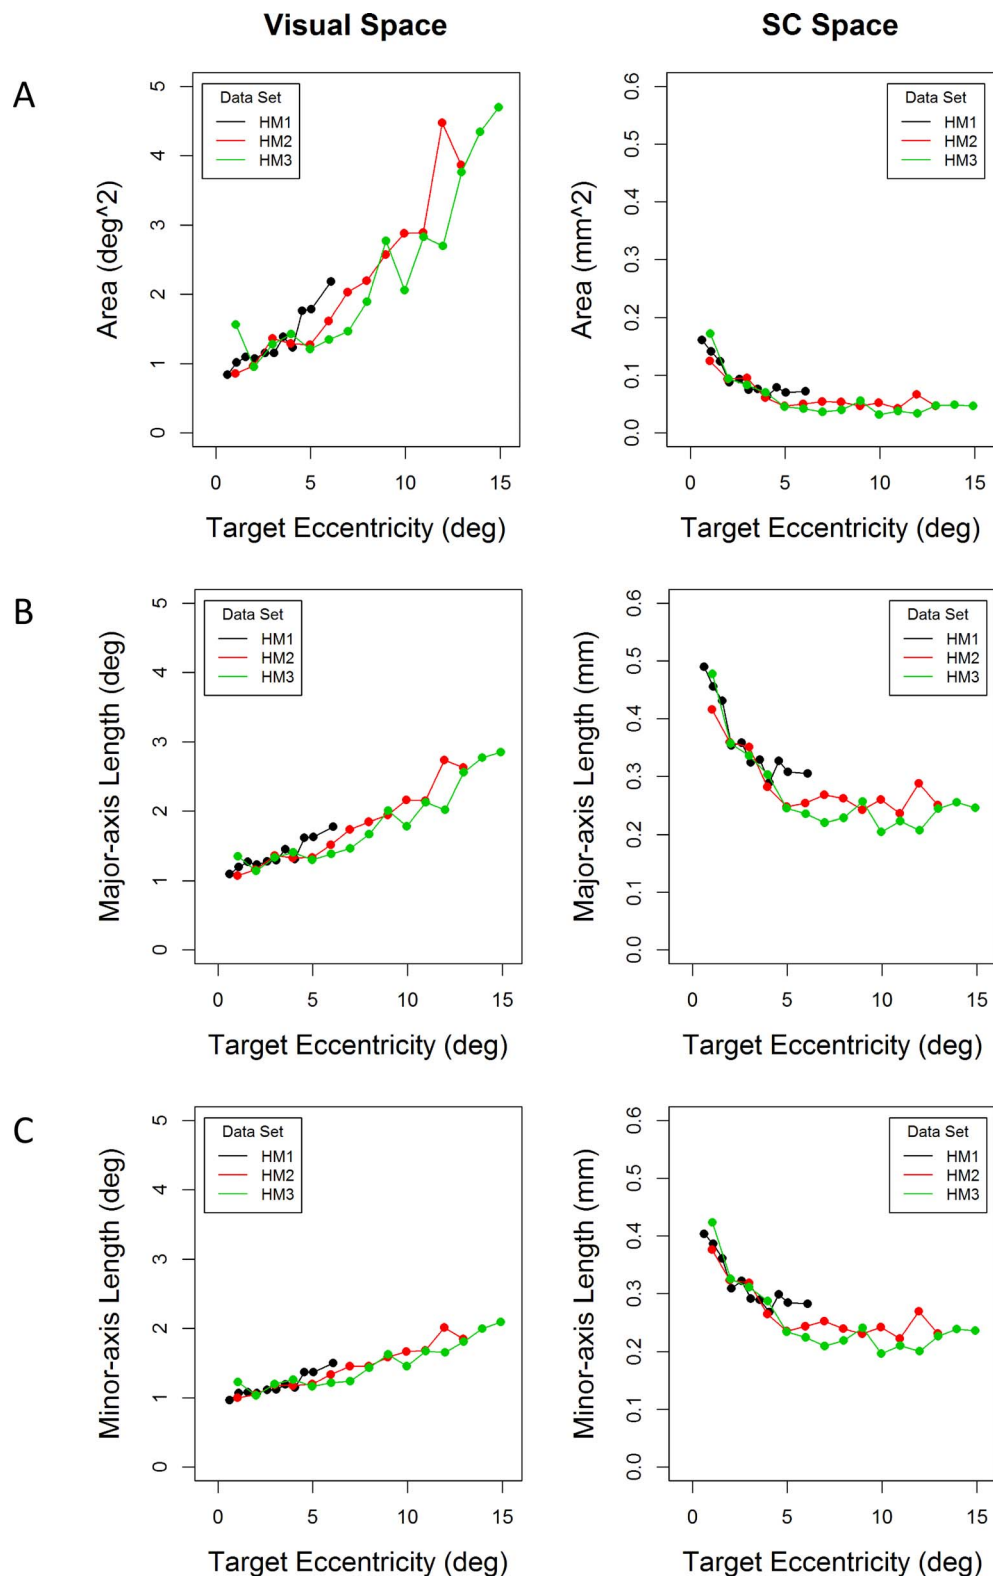 Visual Space
SC Space
A
Area (deg^2)
5
4
3
2
1
0
Data Set
HM1
HM2
HM3
0 5 10 15
Target Eccentricity (deg)
Area (mm^2)
0.6
0.5
0.4
0.3
0.2
0.1
0.0
Data Set
HM1
HM2
HM3
0 5 10 15
Target Eccentricity (deg)
B
Major-axis Length (deg)
5
4
3
2
1
0
Data Set
HM1
HM2
HM3
0 5 10 15
Target Eccentricity (deg)
Major-axis Length (mm)
0.6
0.5
0.4
0.3
0.2
0.1
0.0
Data Set
HM1
HM2
HM3
0 5 10 15
Target Eccentricity (deg)
C
Minor-axis Length (deg)
5
4
3
2
1
0
Data Set
HM1
HM2
HM3
0 5 10 15
Target Eccentricity (deg)
Minor-axis Length (mm)
0.6
0.5
0.4
0.3
0.2
0.1
0.0
Data Set
HM1
HM2
HM3
0 5 10 15
Target Eccentricity (deg)